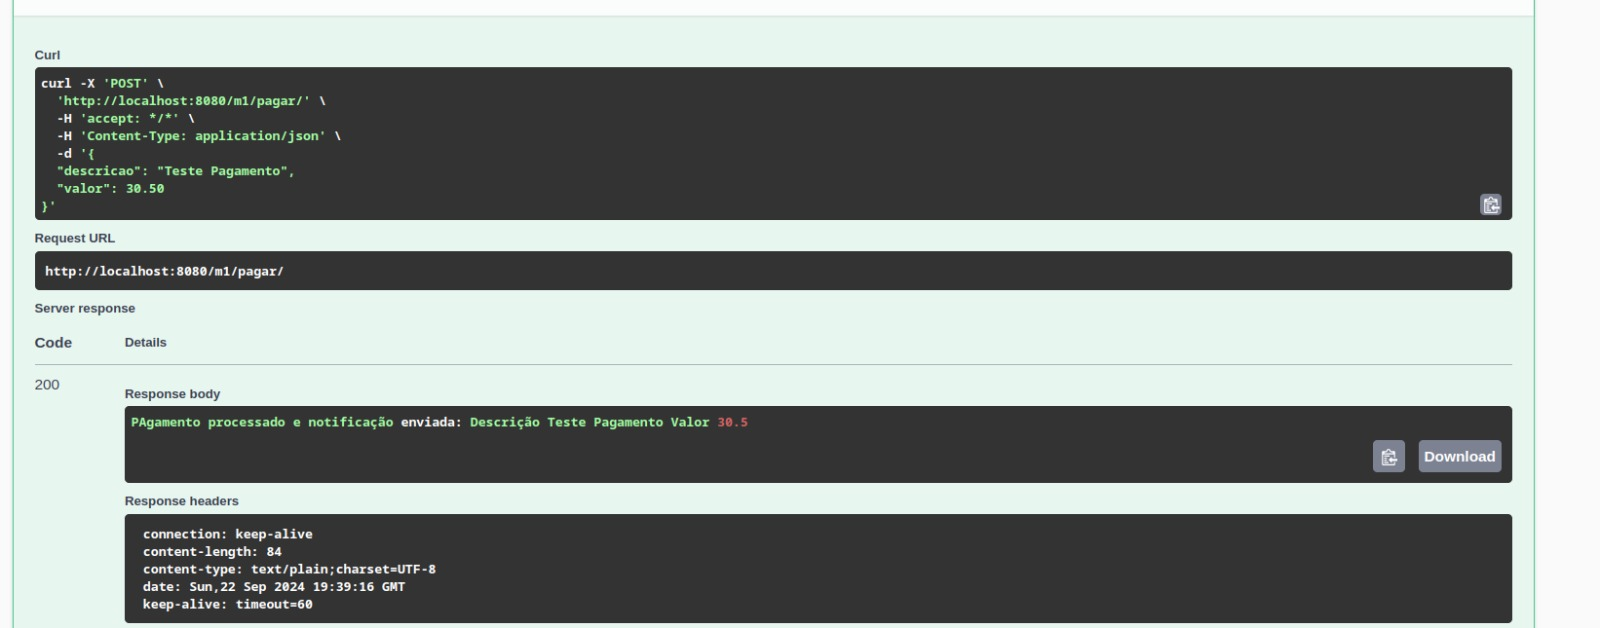 Curl
curl -X 'POST' \
'http://localhost:8080/m1/pagar/' \
-H 'accept: */*' \
-H 'Content-Type: application/json' \
-d '{
"descricao": "Teste Pagamento",
"valor": 30.50
}'
Request URL
http://localhost:8080/m1/pagar/
Server response
Code Details
200
Response body
PAgamento processado e notificação enviada: Descrição Teste Pagamento Valor 30.5
Download
Response headers
connection: keep-alive
content-length: 84
content-type: text/plain;charset=UTF-8
date: Sun,22 Sep 2024 19:39:16 GMT
keep-alive: timeout=60